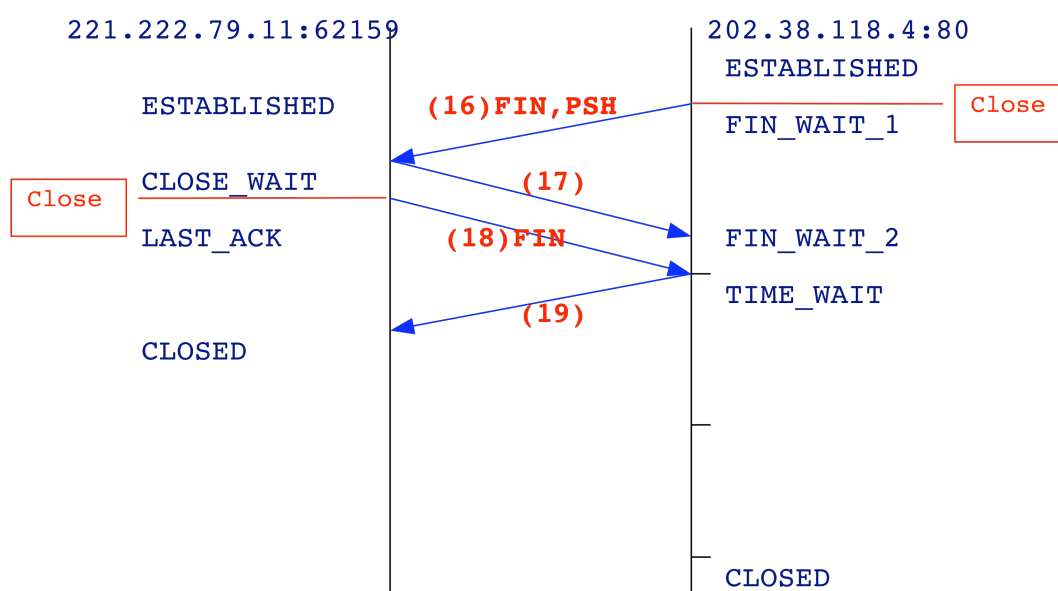 221.222.79.11:62159
202.38.118.4:80
ESTABLISHED
ESTABLISHED
(16)FIN,PSH
Close
FIN_WAIT_1
CLOSE_WAIT
(17)
Close
LAST_ACK
(18)FIN
FIN_WAIT_2
TIME_WAIT
(19)
CLOSED
CLOSED